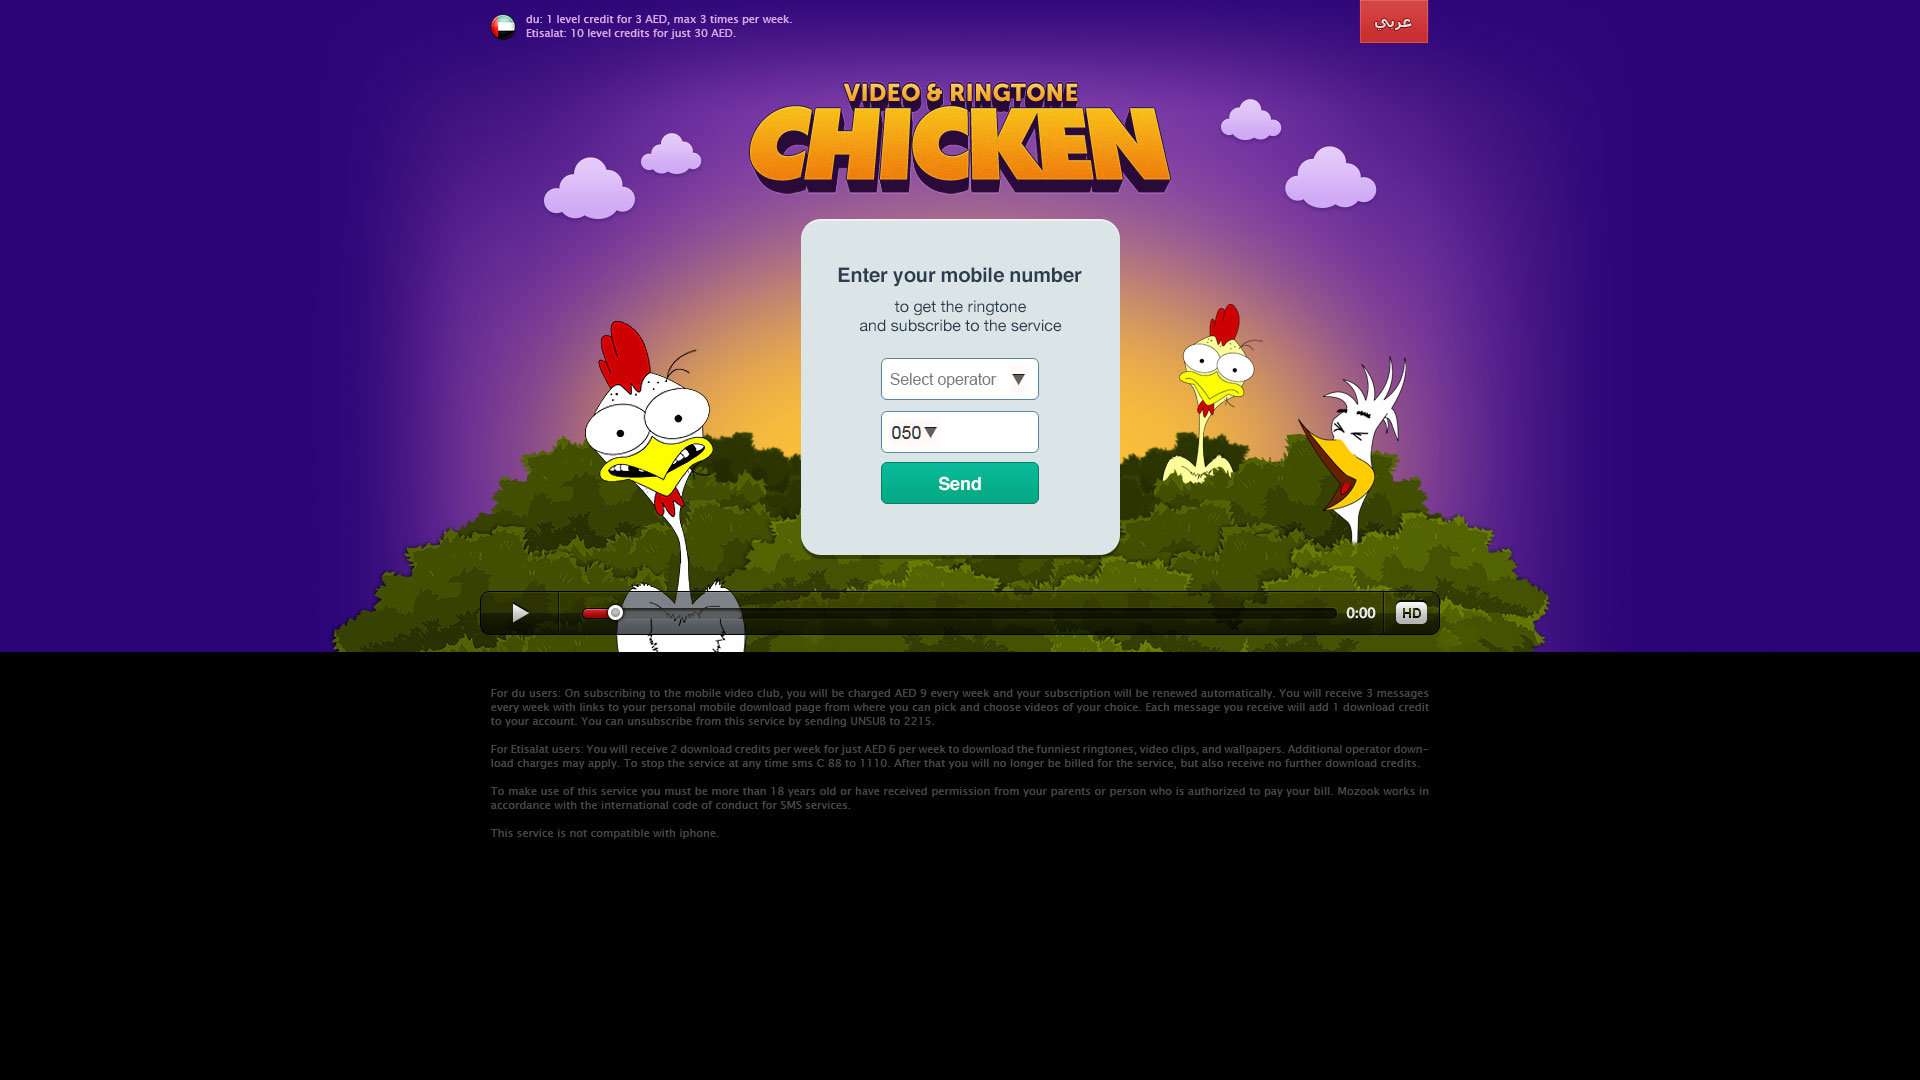 du: 1 level credit for 3 AED, max 3 times per week.
Etisalat: 10 level credits for just 30 AED.
عربي
VIDEO & RINGTONE
CHICKEN
Enter your mobile number
to get the ringtone
and subscribe to the service
Select operator
050
Send
0:00
HD
For du users: On subscribing to the mobile video club, you will be charged AED 9 every week and your subscription will be renewed automatically. You will receive 3 messages
every week with links to your personal mobile download page from where you can pick and choose videos of your choice. Each message you receive will add 1 download credit
to your account. You can unsubscribe from this service by sending UNSUB to 2215.
For Etisalat users: You will receive 2 download credits per week for just AED 6 per week to download the funniest ringtones, video clips, and wallpapers. Additional operator down-
load charges may apply. To stop the service at any time sms C 88 to 1110. After that you will no longer be billed for the service, but also receive no further download credits.
To make use of this service you must be more than 18 years old or have received permission from your parents or person who is authorized to pay your bill. Mozook works in
accordance with the international code of conduct for SMS services.
This service is not compatible with iphone.